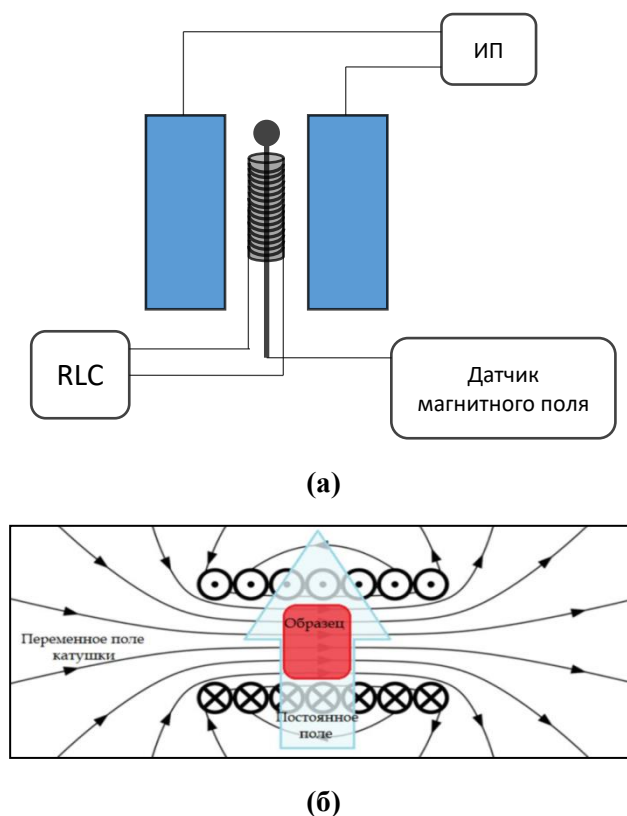 ИП
RLC
Датчик
магнитного поля
(а)
Образец
Переменное поле
катушки
Постоянное
поле
(б)